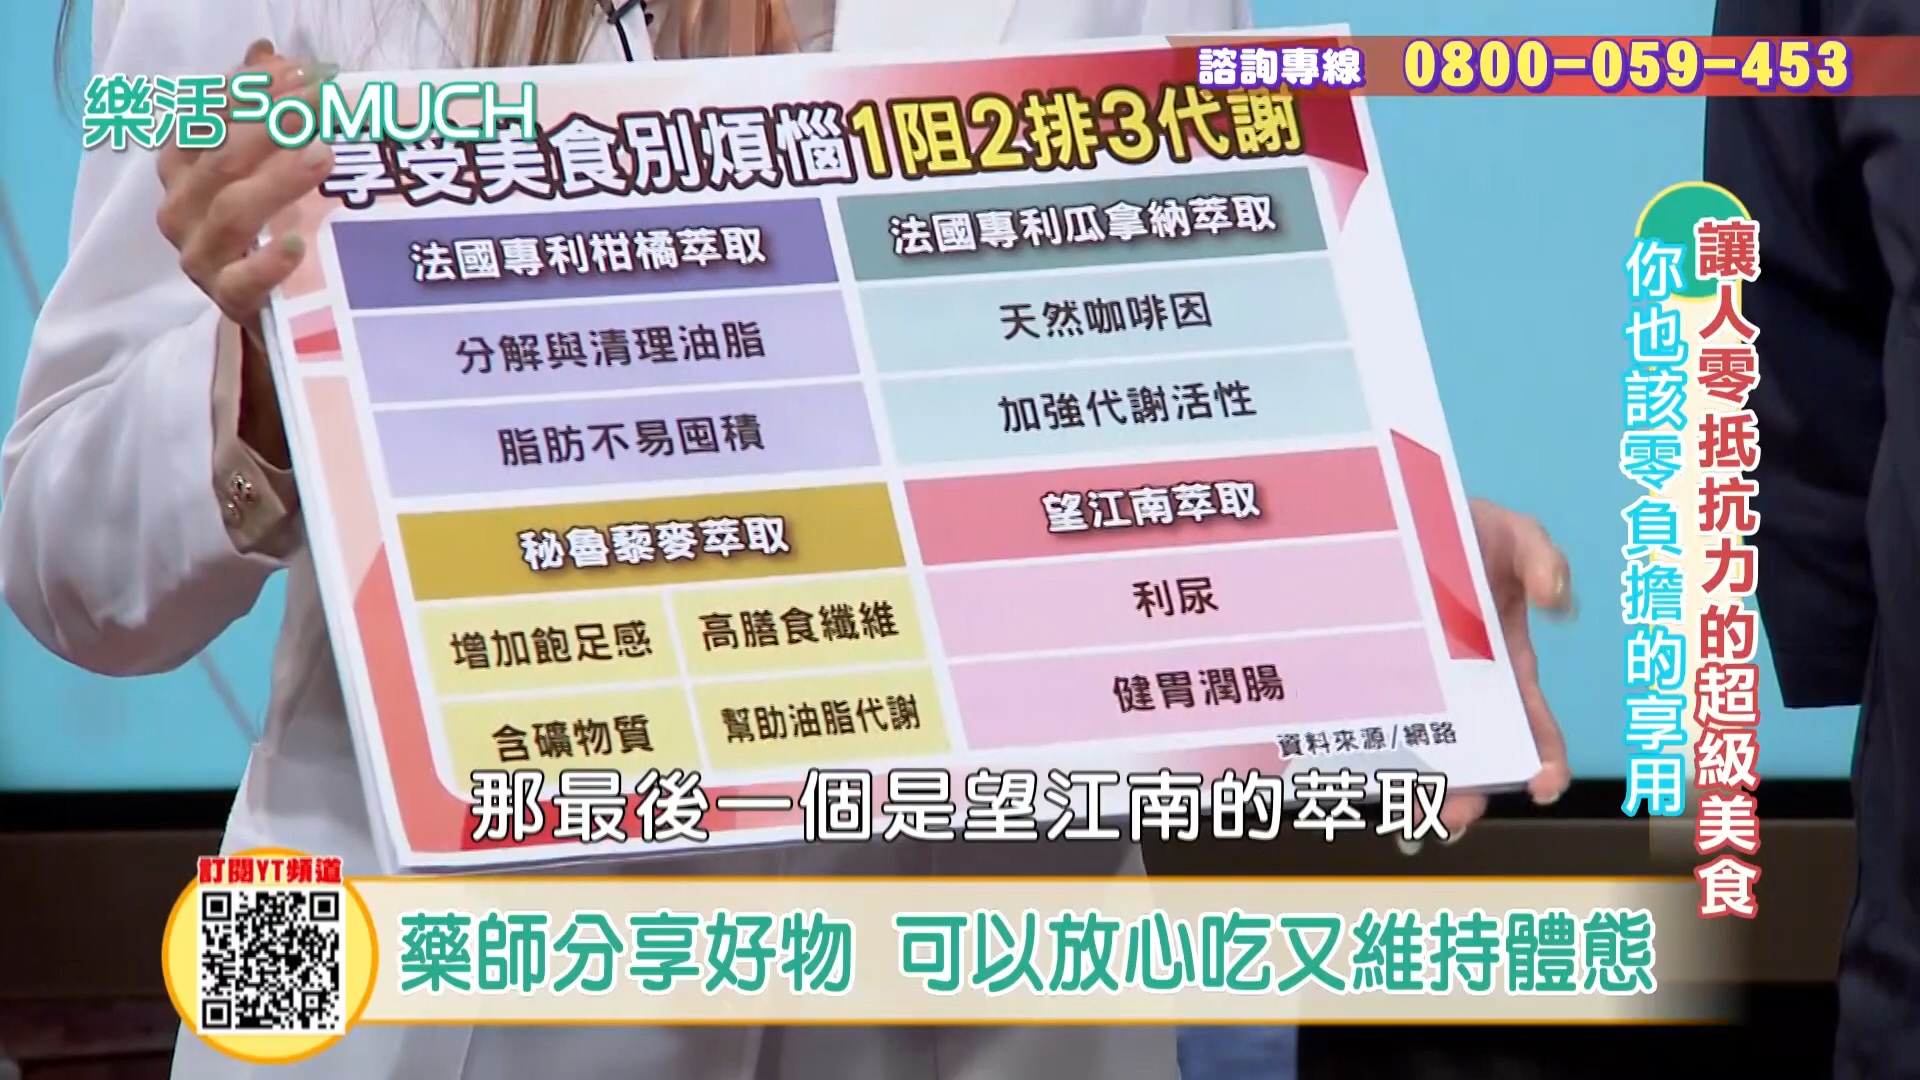 諮詢專線 0800-059-453
樂活SOMUCH
享受美食別煩惱1阻2排3代謝
法國專利柑橘萃取
分解與清理油脂
脂肪不易囤積
法國專利瓜拿納萃取
天然咖啡因
加強代謝活性
秘魯藜麥萃取
增加飽足感
高膳食纖維
含礦物質
幫助油脂代謝
望江南萃取
利尿
健胃潤腸
資料來源/網路
讓人零抵抗力的超級美食
你也該零負擔的享用
那最後一個是望江南的萃取
訂閱YT頻道
藥師分享好物 可以放心吃又維持體態